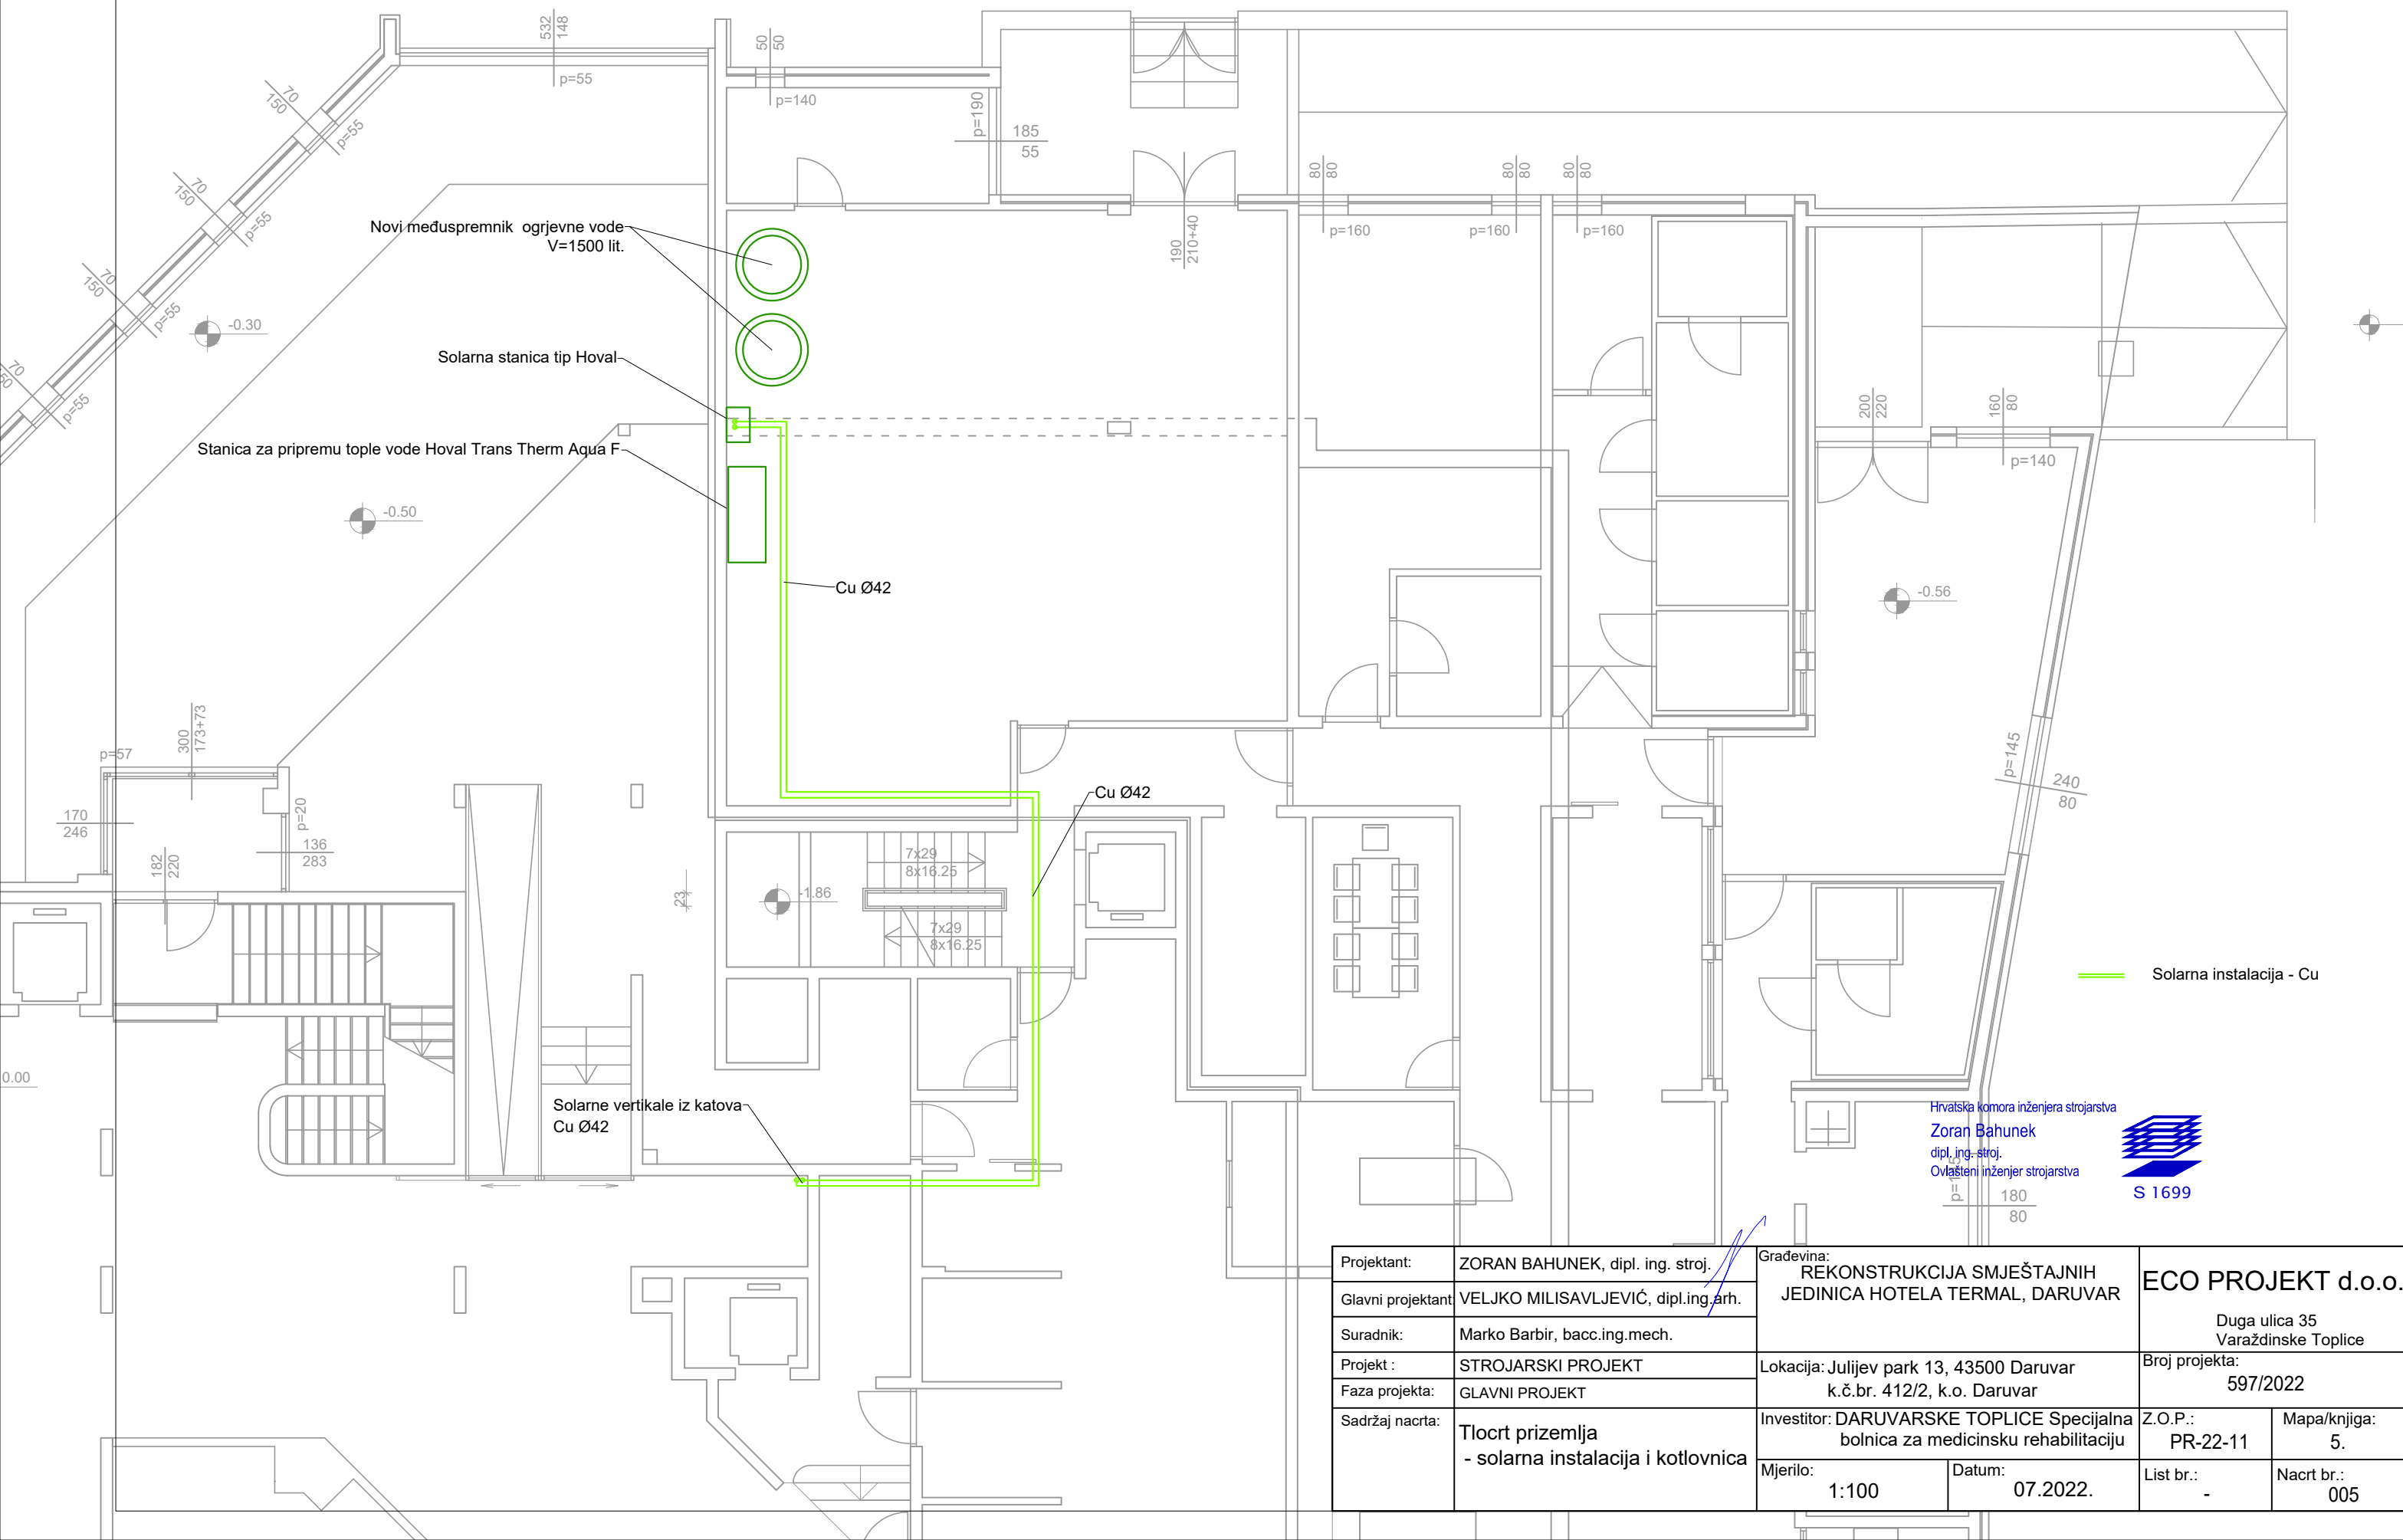 532
148
p=55
50
50
p=140
p=190
185
55
70
150
p=55
70
150
p=55
70
150
p=55
70
p=55
80
80
p=160
80
80
p=160
80
80
p=160
190
210+40
Novi međuspremnik ogrjevne vode
V=1500 lit.
-0.30
Solarna stanica tip Hoval
Stanica za pripremu tople vode Hoval Trans Therm Aqua F
-0.50
200
220
160
80
p=140
Cu Ø42
-0.56
p=57
300
173+73
170
246
p=20
136
283
182
220
p=145
240
80
Cu Ø42
7x29
8x16.25
23
-1.86
7x29
8x16.25
Solarna instalacija - Cu
0.00
Solarne vertikale iz katova
Cu Ø42
Hrvatska komora inženjera strojarstva
Zoran Bahunek
dipl. ing. stroj.
Ovlašteni inženjer strojarstva
S 1699
180
80
Projektant: ZORAN BAHUNEK, dipl. ing. stroj.
Glavni projektant: VELJKO MILISAVLJEVIĆ, dipl.ing.arh.
Suradnik: Marko Barbir, bacc.ing.mech.
Projekt : STROJARSKI PROJEKT
Faza projekta: GLAVNI PROJEKT
Sadržaj nacrta: Tlocrt prizemlja
- solarna instalacija i kotlovnica
Građevina:
REKONSTRUKCIJA SMJEŠTAJNIH
JEDINICA HOTELA TERMAL, DARUVAR
Lokacija: Julijev park 13, 43500 Daruvar
k.č.br. 412/2, k.o. Daruvar
Investitor: DARUVARSKE TOPLICE Specijalna
bolnica za medicinsku rehabilitaciju
Mjerilo:
1:100
Datum:
07.2022.
ECO PROJEKT d.o.o.
Duga ulica 35
Varaždinske Toplice
Broj projekta:
597/2022
Z.O.P.:
PR-22-11
Mapa/knjiga:
5.
List br.:
-
Nacrt br.:
005